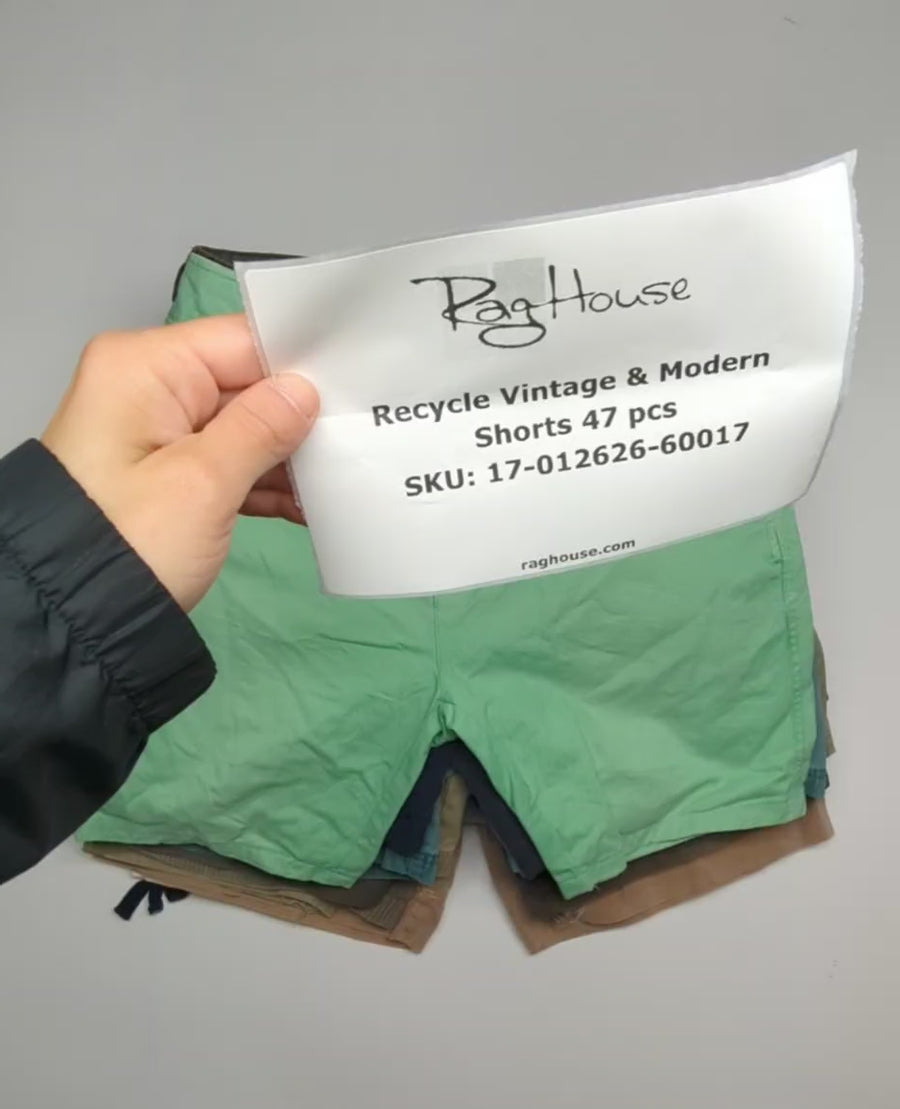 RagHouse
Recycle Vintage & Modern
Shorts 47 pcs
SKU: 17-012626-60017
raghouse.com